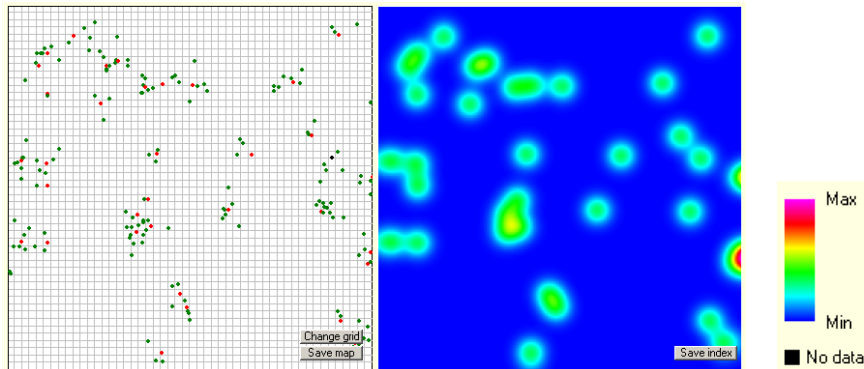 Change grid
Save map
Save index
Max
Min
No data